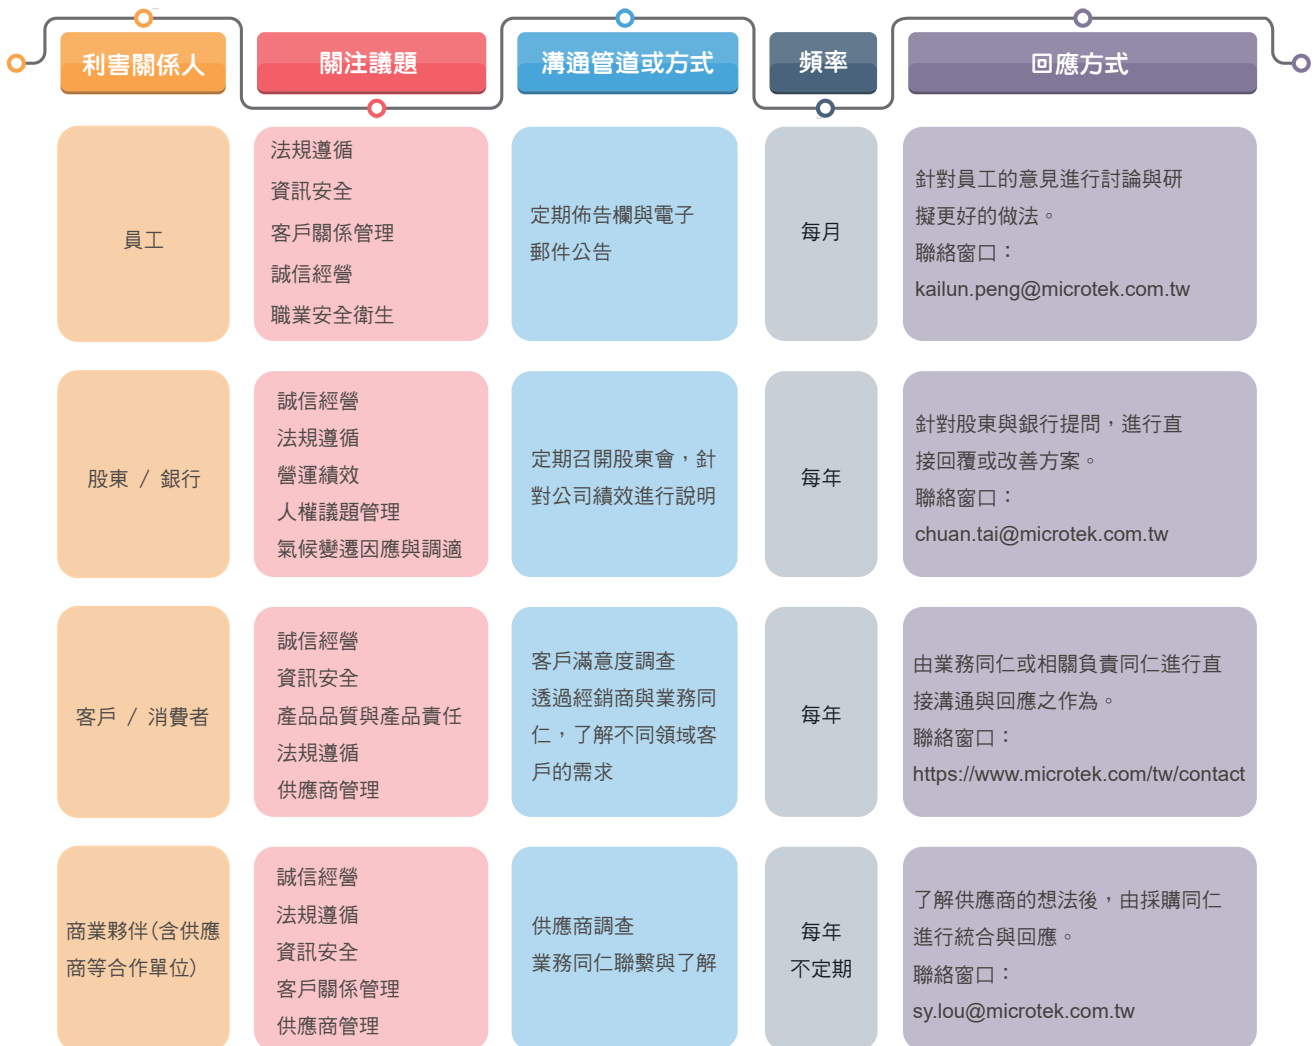 利害關係人
關注議題
溝通管道或方式
頻率
回應方式
員工
法規遵循
資訊安全
客戶關係管理
誠信經營
職業安全衛生
定期佈告欄與電子
郵件公告
每月
針對員工的意見進行討論與研
擬更好的做法。
聯絡窗口：
kailun.peng@microtek.com.tw
股東 / 銀行
誠信經營
法規遵循
營運績效
人權議題管理
氣候變遷因應與調適
定期召開股東會，針
對公司績效進行說明
每年
針對股東與銀行提問，進行直
接回覆或改善方案。
聯絡窗口：
chuan.tai@microtek.com.tw
客戶 / 消費者
誠信經營
資訊安全
產品品質與產品責任
法規遵循
供應商管理
客戶滿意度調查
透過經銷商與業務同
仁，了解不同領域客
戶的需求
每年
由業務同仁或相關負責同仁進行直
接溝通與回應之作為。
聯絡窗口：
https://www.microtek.com/tw/contact
商業夥伴(含供應
商等合作單位)
誠信經營
法規遵循
資訊安全
客戶關係管理
供應商管理
供應商調查
業務同仁聯繫與了解
每年
不定期
了解供應商的想法後，由採購同仁
進行統合與回應。
聯絡窗口：
sy.lou@microtek.com.tw